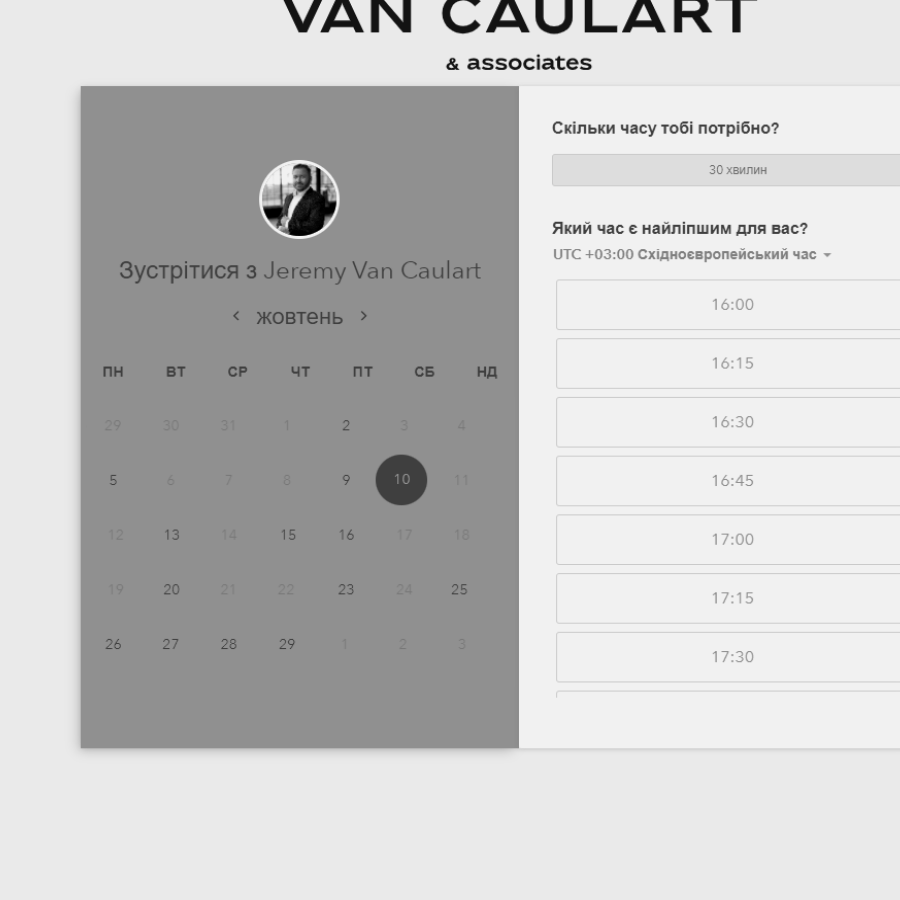 VAN CAULART
& associates
Зустрітися з Jeremy Van Caulart
жовтень
ПН ВТ СР ЧТ ПТ СБ НД
29 30 31 1 2 3 4
5 6 7 8 9 10 11
12 13 14 15 16 17 18
19 20 21 22 23 24 25
26 27 28 29 1 2 3
Скільки часу тобі потрібно?
30 хвилин
Який час є найліпшим для вас?
UTC +03:00 Східноєвропейський час
16:00
16:15
16:30
16:45
17:00
17:15
17:30